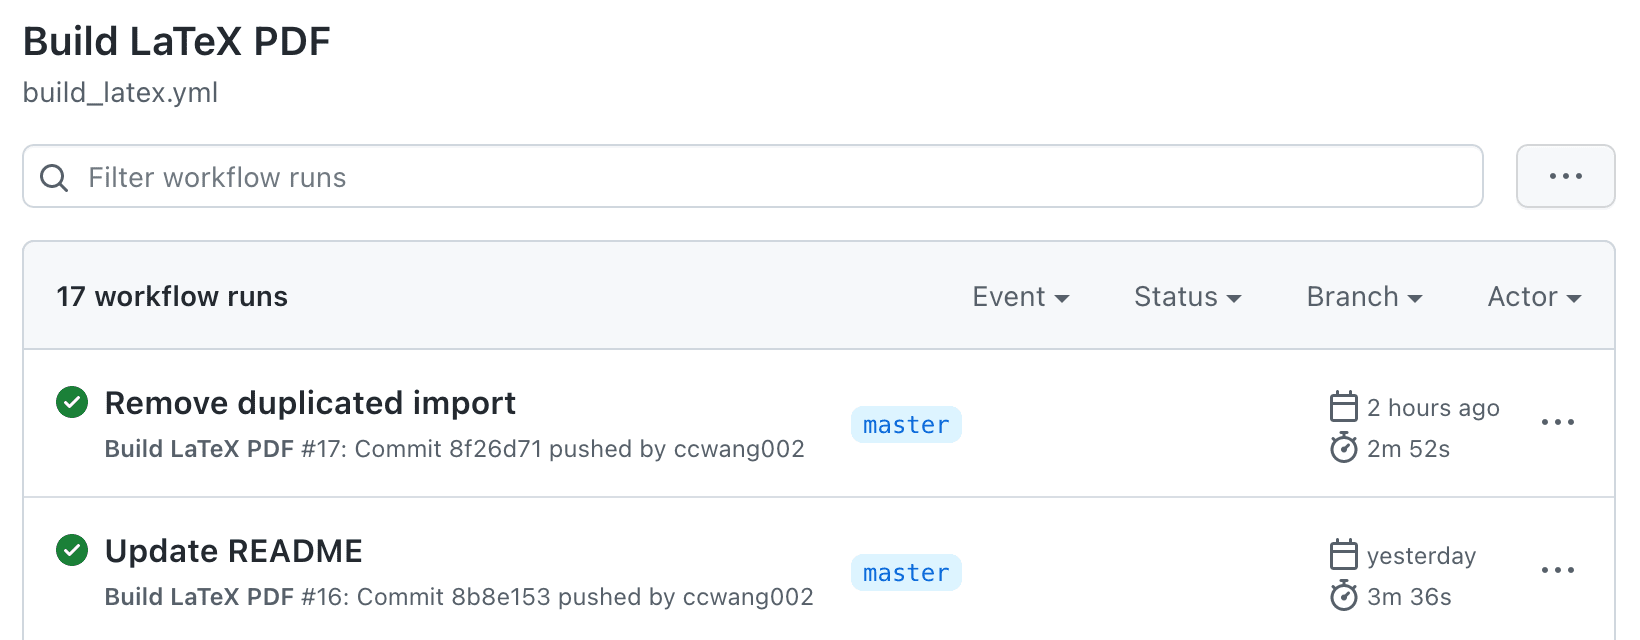 Build LaTeX PDF
build_latex.yml
Filter workflow runs
17 workflow runs
Event
Status
Branch
Actor
Remove duplicated import
Build LaTeX PDF #17: Commit 8f26d71 pushed by ccwang002
master
2 hours ago
2m 52s
Update README
Build LaTeX PDF #16: Commit 8b8e153 pushed by ccwang002
master
yesterday
3m 36s